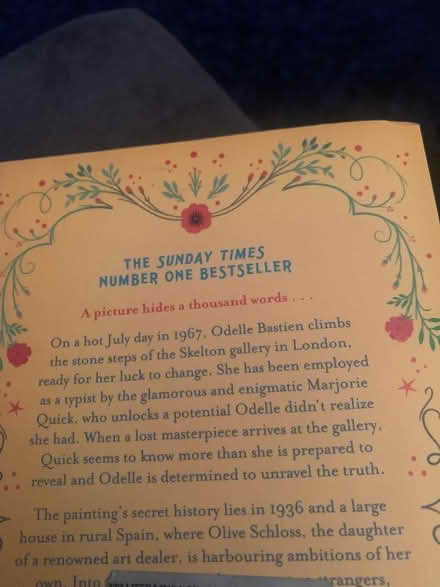 THE SUNDAY TIMES
NUMBER ONE BESTSELLER
A picture hides a thousand words . . .
On a hot July day in 1967, Odelle Bastien climbs
the stone steps of the Skelton gallery in London,
ready for her luck to change. She has been employed
as a typist by the glamorous and enigmatic Marjorie
Quick, who unlocks a potential Odelle didn't realize
she had. When a lost masterpiece arrives at the gallery,
Quick seems to know more than she is prepared to
reveal and Odelle is determined to unravel the truth.
The painting's secret history lies in 1936 and a large
house in rural Spain, where Olive Schloss, the daughter
of a renowned art dealer, is harbouring ambitions of her
own. Into